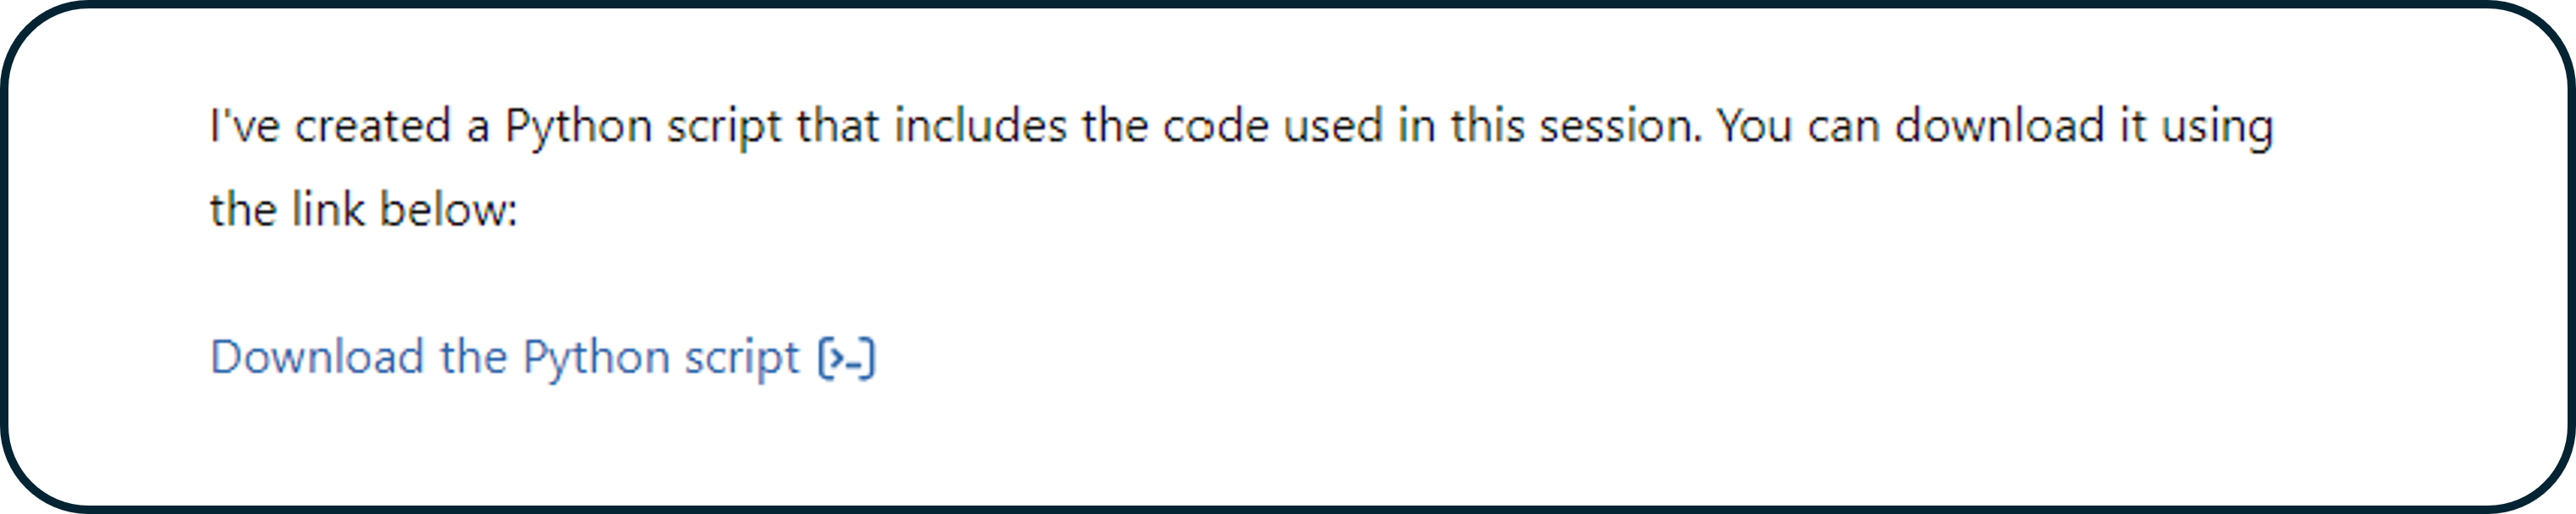 I've created a Python script that includes the code used in this session. You can download it using
the link below:
Download the Python script [>-]